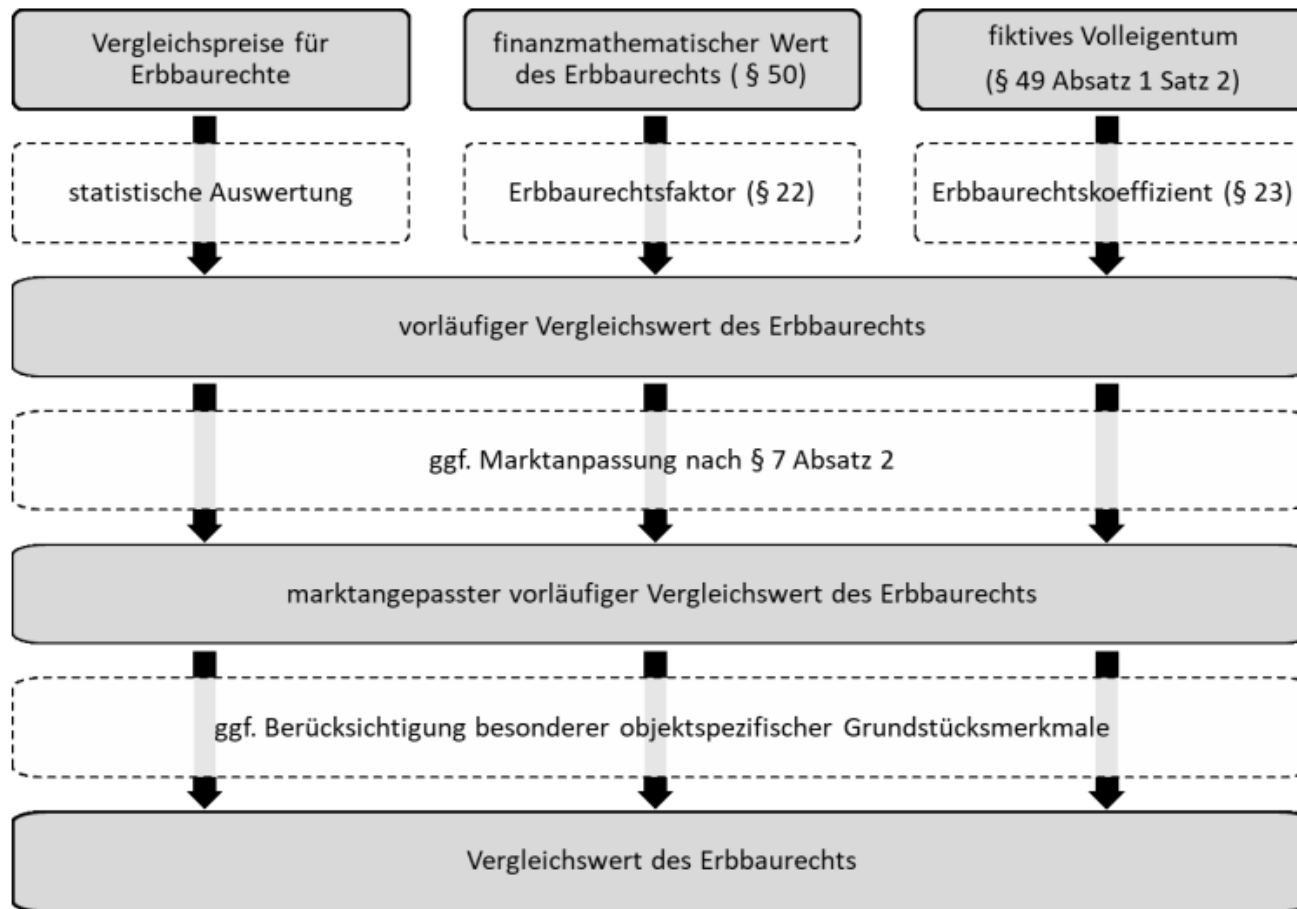 Vergleichspreise für
Erbbaurechte
finanzmathematischer Wert
des Erbbaurechts ( § 50)
fiktives Volleigentum
(§ 49 Absatz 1 Satz 2)
statistische Auswertung
Erbbaurechtsfaktor (§ 22)
Erbbaurechtskoeffizient (§ 23)
vorläufiger Vergleichswert des Erbbaurechts
ggf. Marktanpassung nach § 7 Absatz 2
marktangepasster vorläufiger Vergleichswert des Erbbaurechts
ggf. Berücksichtigung besonderer objektspezifischer Grundstücksmerkmale
Vergleichswert des Erbbaurechts